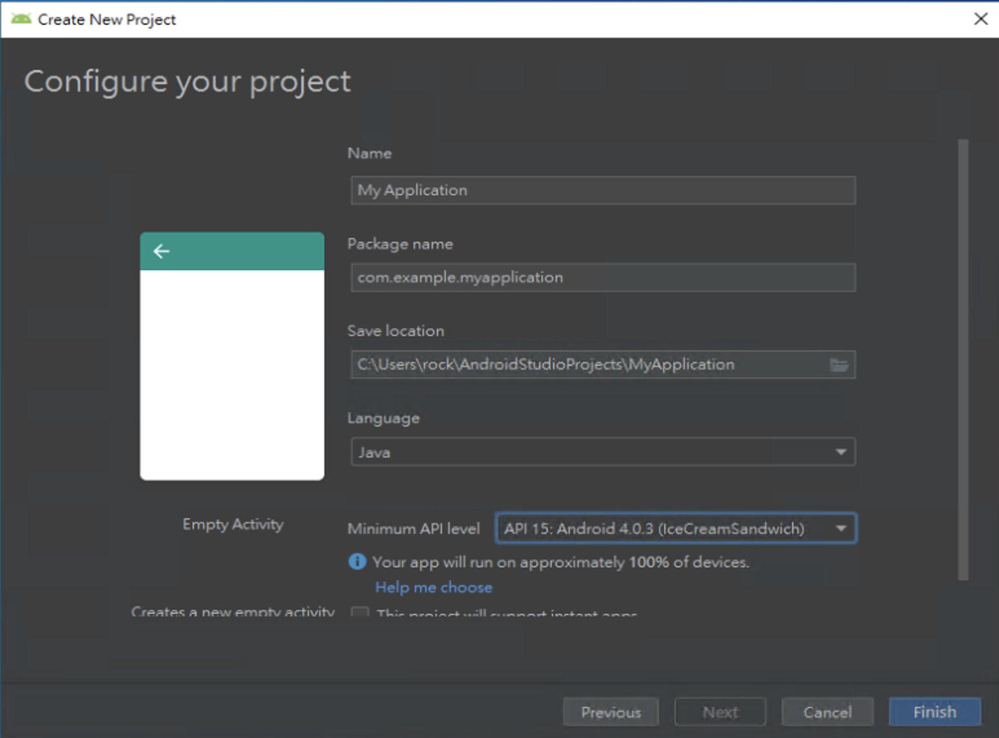 Create New Project
Configure your project
Name
My Application
Package name
com.example.myapplication
Save location
C:\Users\rock\AndroidStudioProjects\MyApplication
Language
Java
Empty Activity
Minimum API level
API 15: Android 4.0.3 (IceCreamSandwich)
Your app will run on approximately 100% of devices.
Help me choose
Creates a new empty activity
This project will support instant apps
Previous
Next
Cancel
Finish